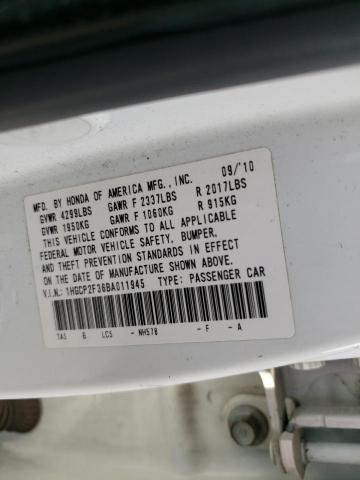 MFD. BY HONDA OF AMERICA MFG., INC. 09/'10
GVWR 4299LBS GAWR F 2337LBS R 2017LBS
GVWR 1950KG GAWR F 1060KG R 915KG
THIS VEHICLE CONFORMS TO ALL APPLICABLE
FEDERAL MOTOR VEHICLE SAFETY, BUMPER,
AND THEFT PREVENTION STANDARDS IN EFFECT
ON THE DATE OF MANUFACTURE SHOWN ABOVE.
V.I.N.: 1HGCP2F36BA011945 TYPE: PASSENGER CAR
TA5 B LC5 - NH578 - F - A